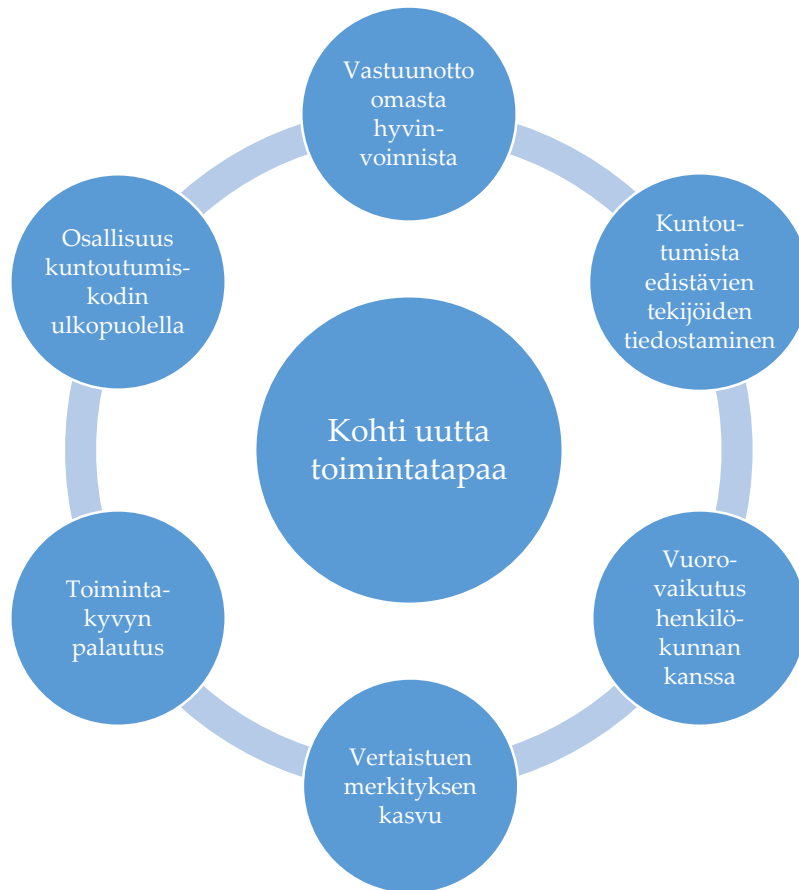 Vastuunotto
omasta
hyvin-
voinnista
Kuntou-
tumista
edistävien
tekijöiden
tiedostaminen
Vuoro-
vaikutus
henkilö-
kunnan
kanssa
Vertaistuen
merkityksen
kasvu
Toiminta-
kyvyn
palautus
Osallisuus
kuntoutumis-
kodin
ulkopuolella
Kohti uutta
toimintatapaa